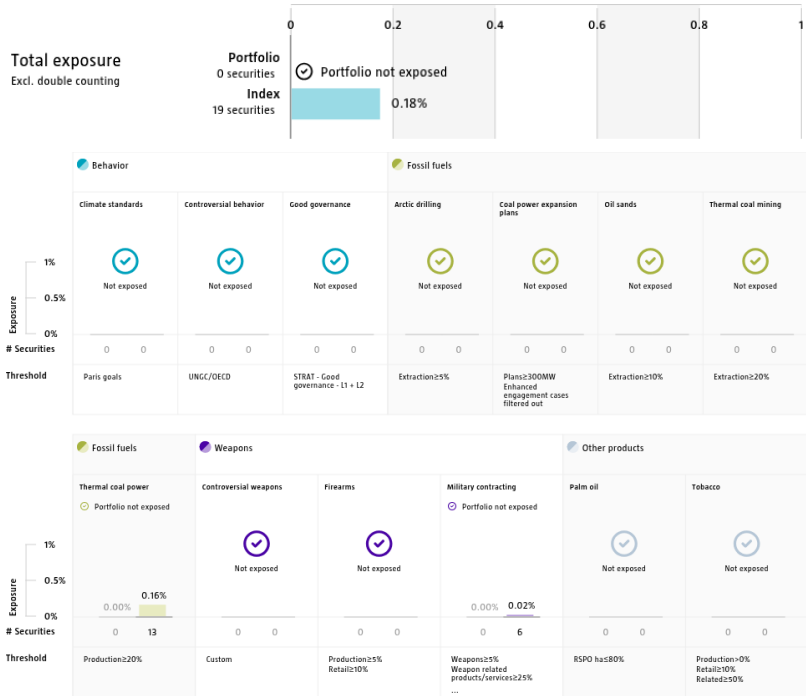 0 0.2 0.4 0.6 0.8 1
Total exposure
Excl. double counting
Portfolio
0 securities
Portfolio not exposed
Index
19 securities
0.18%
Behavior Fossil fuels
Climate standards Controversial behavior Good governance Arctic drilling Coal power expansion Oil sands Thermal coal mining
plans
1%
Not exposed Not exposed Not exposed Not exposed Not exposed Not exposed Not exposed
0.5%
Exposure
0%
# Securities 0 0 0 0 0 0 0 0 0 0 0 0 0 0
Threshold Paris goals UNGC/OECD STRAT - Good Extraction≥5% Plans≥300MW Extraction≥10% Extraction≥20%
governance - L1 + L2 Enhanced
engagement cases
filtered out
Fossil fuels Weapons Other products
Thermal coal power Controversial weapons Firearms Military contracting Palm oil Tobacco
Portfolio not exposed Portfolio not exposed
1%
Not exposed Not exposed Not exposed Not exposed
0.5%
Exposure
0.00% 0.16% 0.00% 0.02%
0%
# Securities 0 13 0 0 0 0 0 6 0 0 0 0
Threshold Production≥20% Custom Production≥5% Weapons≥5% RSPO ha≤80% Production>0%
Retail≥10% Weapon related Retail≥10%
products/services≥25% Related≥50%
...